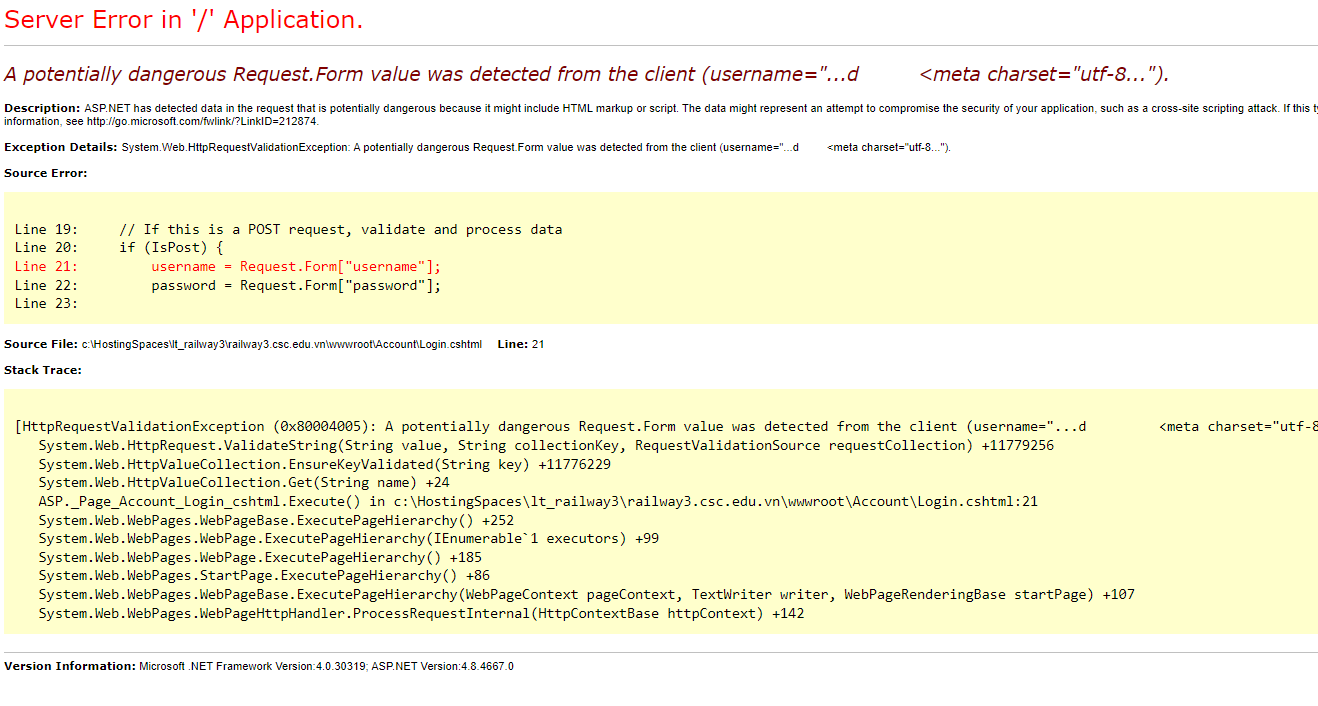 Server Error in '/' Application.
A potentially dangerous Request.Form value was detected from the client (username="...d <meta charset="utf-8...").
Description: ASP.NET has detected data in the request that is potentially dangerous because it might include HTML markup or script. The data might represent an attempt to compromise the security of your application, such as a cross-site scripting attack. If this ty
information, see http://go.microsoft.com/fwlink/?LinkID=212874.
Exception Details: System.Web.HttpRequestValidationException: A potentially dangerous Request.Form value was detected from the client (username="...d <meta charset="utf-8...").
Source Error:
Line 19: // If this is a POST request, validate and process data
Line 20: if (IsPost) {
Line 21: username = Request.Form["username"];
Line 22: password = Request.Form["password"];
Line 23:
Source File: c:\HostingSpaces\lt_railway3\railway3.csc.edu.vn\wwwroot\Account\Login.cshtml Line: 21
Stack Trace:
[HttpRequestValidationException (0x80004005): A potentially dangerous Request.Form value was detected from the client (username="...d <meta charset="utf-8
System.Web.HttpRequest.ValidateString(String value, String collectionKey, RequestValidationSource requestCollection) +11779256
System.Web.HttpValueCollection.EnsureKeyValidated(String key) +11776229
System.Web.HttpValueCollection.Get(String name) +24
ASP._Page_Account_Login_cshtml.Execute() in c:\HostingSpaces\lt_railway3\railway3.csc.edu.vn\wwwroot\Account\Login.cshtml:21
System.Web.WebPages.WebPageBase.ExecutePageHierarchy() +252
System.Web.WebPages.WebPage.ExecutePageHierarchy(IEnumerable`1 executors) +99
System.Web.WebPages.WebPage.ExecutePageHierarchy() +185
System.Web.WebPages.StartPage.ExecutePageHierarchy() +86
System.Web.WebPages.WebPageBase.ExecutePageHierarchy(WebPageContext pageContext, TextWriter writer, WebPageRenderingBase startPage) +107
System.Web.WebPages.WebPageHttpHandler.ProcessRequestInternal(HttpContextBase httpContext) +142
Version Information: Microsoft .NET Framework Version:4.0.30319; ASP.NET Version:4.8.4667.0